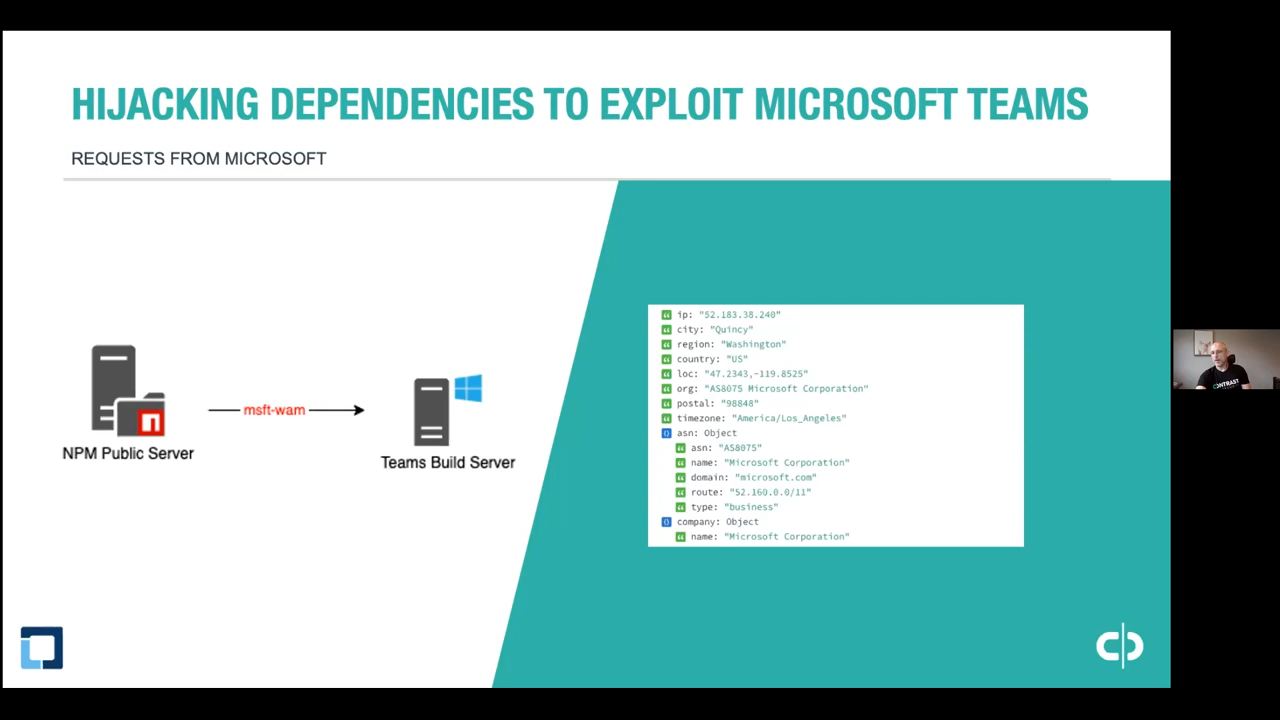 HIJACKING DEPENDENCIES TO EXPLOIT MICROSOFT TEAMS
REQUESTS FROM MICROSOFT
msft-wam
NPM Public Server
Teams Build Server
ip: "52.183.38.240"
city: "Quincy"
region: "Washington"
country: "US"
loc: "47.2343,-119.8525"
org: "AS8075 Microsoft Corporation"
postal: "98848"
timezone: "America/Los_Angeles"
asn: Object
asn: "AS8075"
name: "Microsoft Corporation"
domain: "microsoft.com"
route: "52.160.0.0/11"
type: "business"
company: Object
name: "Microsoft Corporation"
CONTRAST